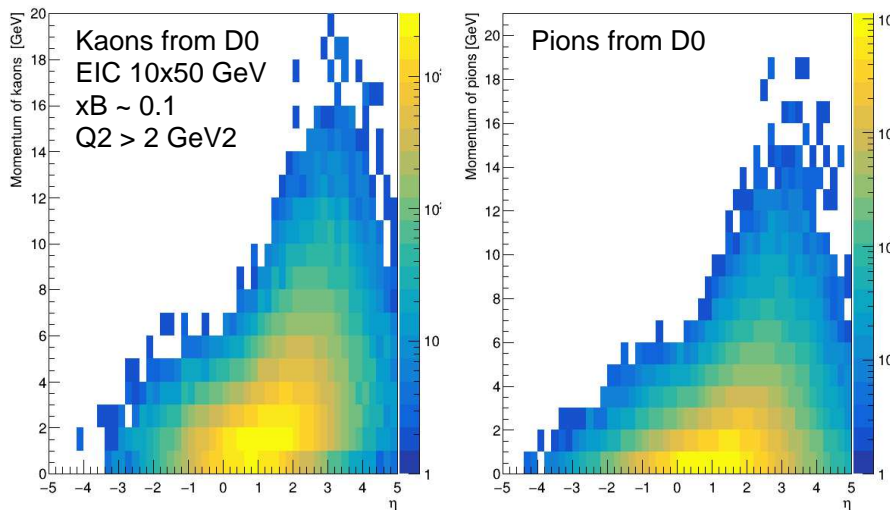 Kaons from D0
EIC 10x50 GeV
xB ~ 0.1
Q2 > 2 GeV2
Momentum of kaons [GeV]
20
18
16
14
12
10
8
6
4
2
0
−5 −4 −3 −2 −1 0 1 2 3 4 5
η
10
1
Pions from D0
Momentum of pions [GeV]
20
18
16
14
12
10
8
6
4
2
0
−5 −4 −3 −2 −1 0 1 2 3 4 5
η
1